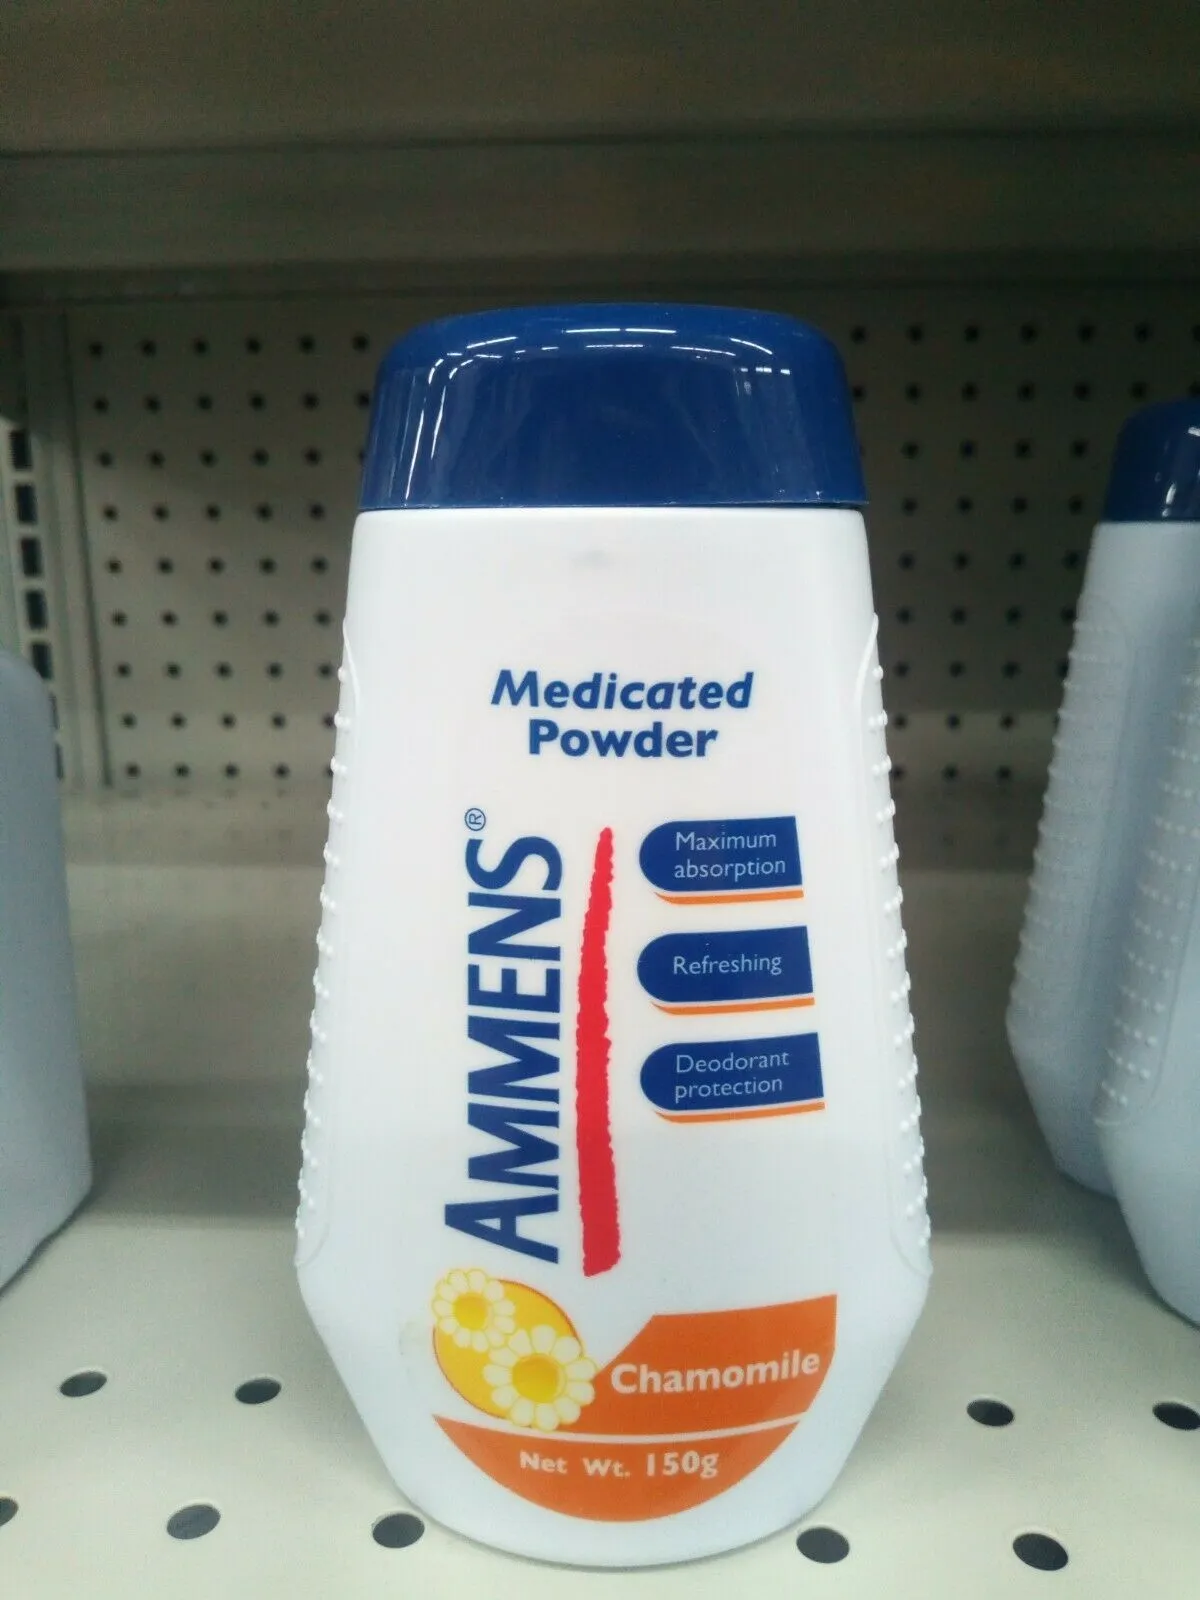 Medicated
Powder
AMMENS®
Maximum
absorption
Refreshing
Deodorant
protection
Chamomile
Net Wt. 150g